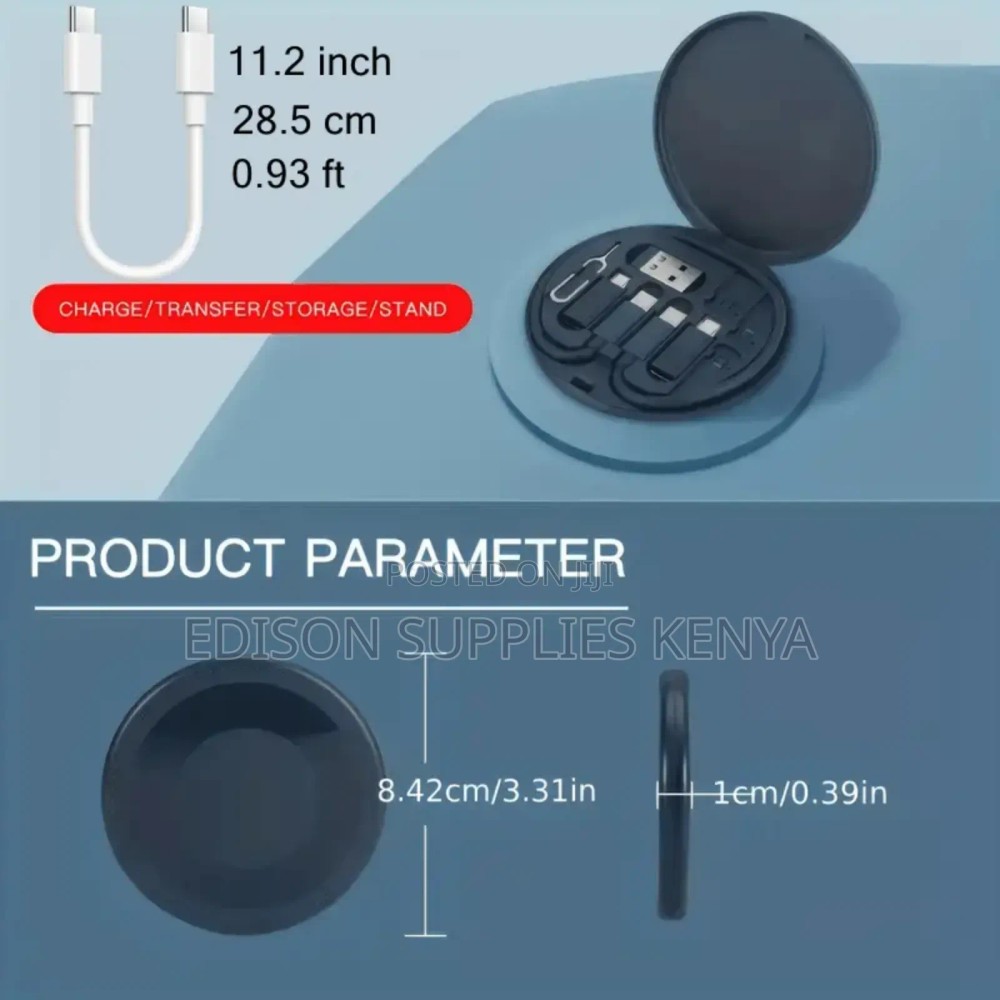 11.2 inch
28.5 cm
0.93 ft
CHARGE/TRANSFER/STORAGE/STAND
PRODUCT PARAMETER
POSTED ON JIJI
EDISON SUPPLIES KENYA
8.42cm/3.31in
1cm/0.39in